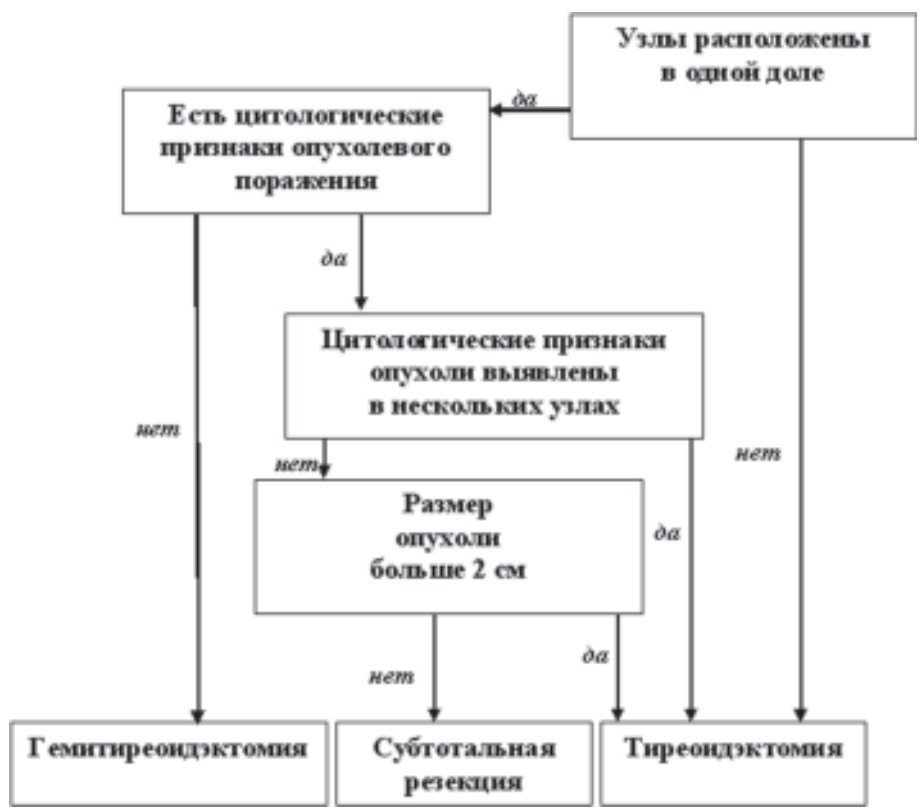 Узлы расположены
в одной доле
да
Есть цитологические
признаки опухолевого
поражения
да
Цитологические признаки
опухоли выявлены
в нескольких узлах
нет
нет
нет
Размер
опухоли
больше 2 см
да
нет
да
Гемитиреоидэктомия
Субтотальная
резекция
Тиреоидэктомия